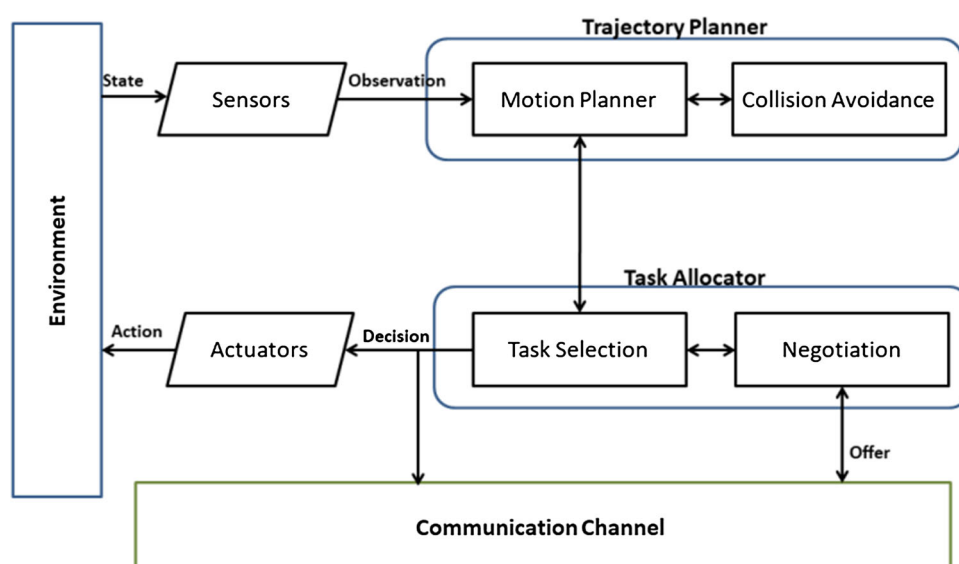 Trajectory Planner
State
Sensors
Observation
Motion Planner
Collision Avoidance
Environment
Task Allocator
Action
Actuators
Decision
Task Selection
Negotiation
Offer
Communication Channel